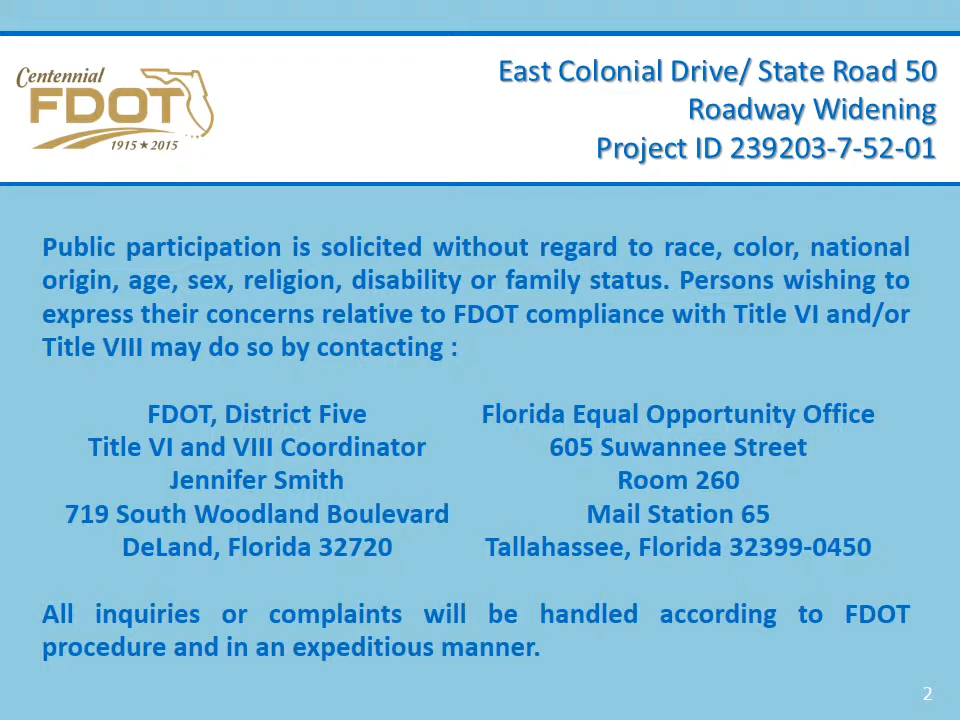 Centennial
FDOT
1915★2015
East Colonial Drive/ State Road 50
Roadway Widening
Project ID 239203-7-52-01
Public participation is solicited without regard to race, color, national
origin, age, sex, religion, disability or family status. Persons wishing to
express their concerns relative to FDOT compliance with Title VI and/or
Title VIII may do so by contacting :
FDOT, District Five
Title VI and VIII Coordinator
Jennifer Smith
719 South Woodland Boulevard
DeLand, Florida 32720
Florida Equal Opportunity Office
605 Suwannee Street
Room 260
Mail Station 65
Tallahassee, Florida 32399-0450
All inquiries or complaints will be handled according to FDOT
procedure and in an expeditious manner.
2